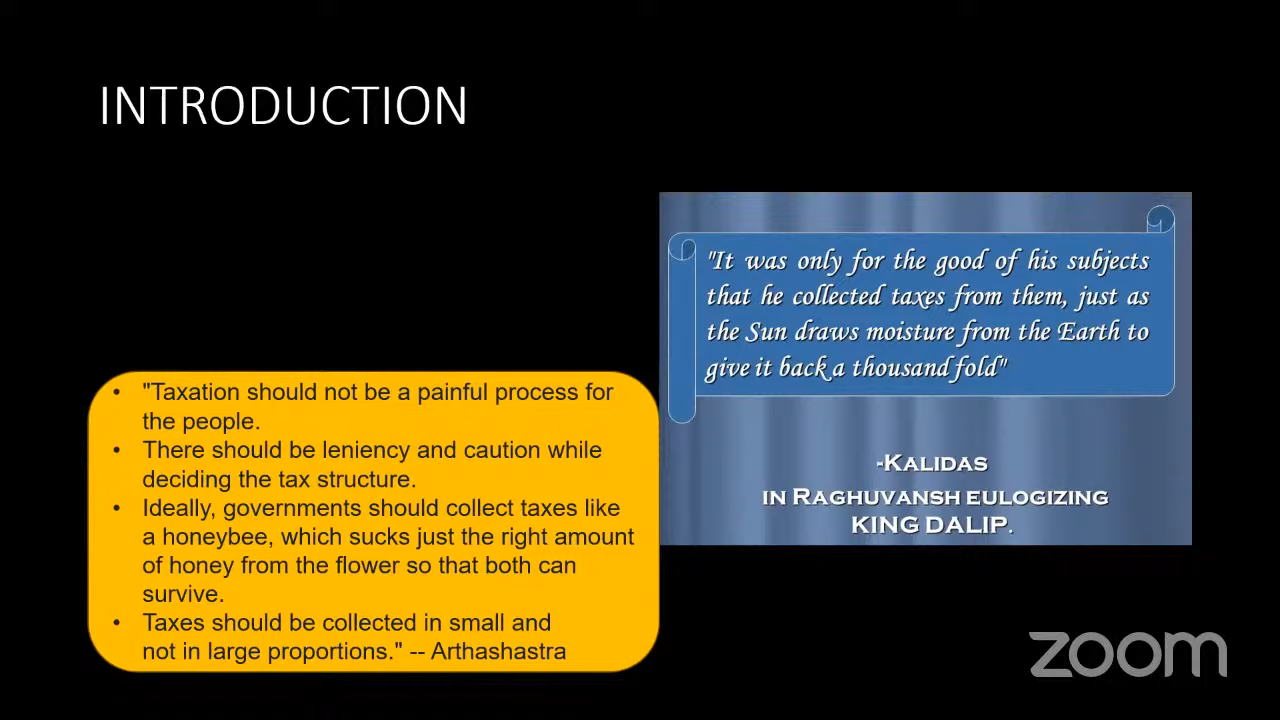 INTRODUCTION
"It was only for the good of his subjects
that he collected taxes from them, just as
the Sun draws moisture from the Earth to
give it back a thousand fold"
-KALIDAS
IN RAGHUVANSH EULOGIZING
KING DALIP.
• "Taxation should not be a painful process for
the people.
• There should be leniency and caution while
deciding the tax structure.
• Ideally, governments should collect taxes like
a honeybee, which sucks just the right amount
of honey from the flower so that both can
survive.
• Taxes should be collected in small and
not in large proportions." -- Arthashastra
zoom